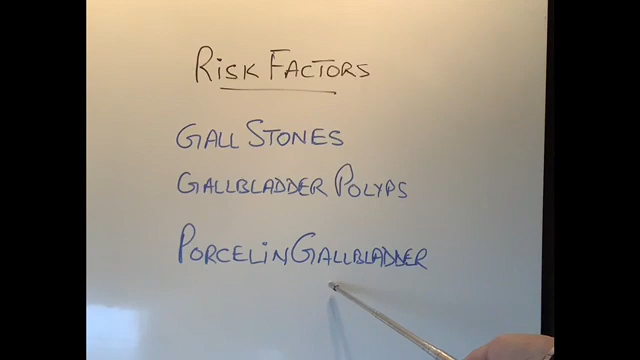 Risk Factors
Gall Stones
Gallbladder Polyps
Porcelin Gallbladder